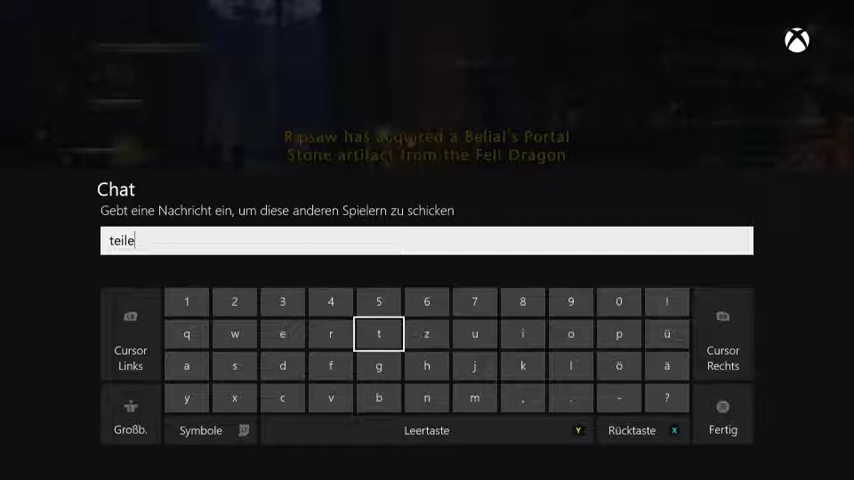 Ripsaw has acquired a Belial's Portal
Stone artifact from the Fell Dragon
Chat
Gebt eine Nachricht ein, um diese anderen Spielern zu schicken
teile
1 2 3 4 5 6 7 8 9 0 !
q w e r t z u i o p ü
a s d f g h j k l ö ä
y x c v b n m , . - ?
Cursor
Links
Cursor
Rechts
Großb.
Symbole
Leertaste
Y
Rücktaste
X
Fertig